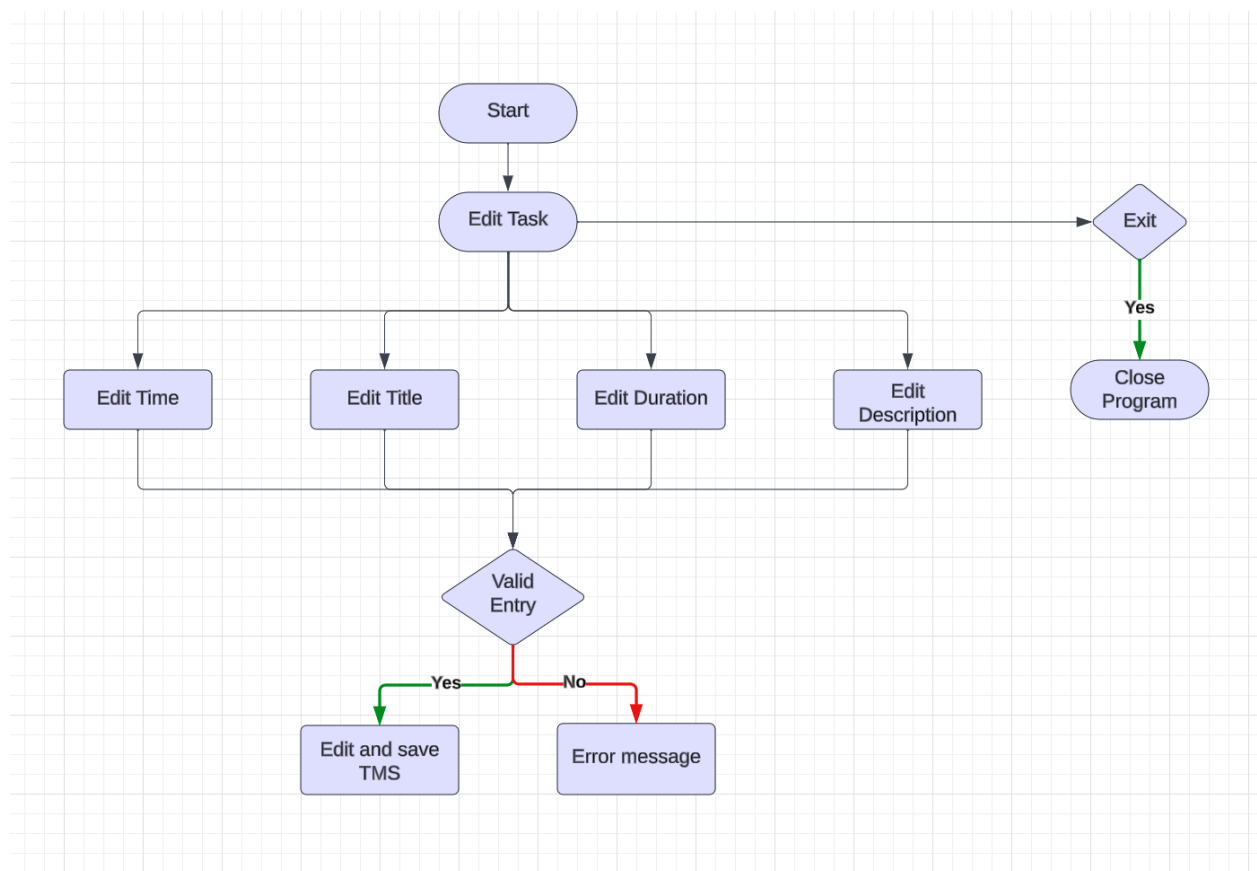 Start
Edit Task
Exit
Yes
Close
Program
Edit Time
Edit Title
Edit Duration
Edit
Description
Valid
Entry
Yes
No
Edit and save
TMS
Error message